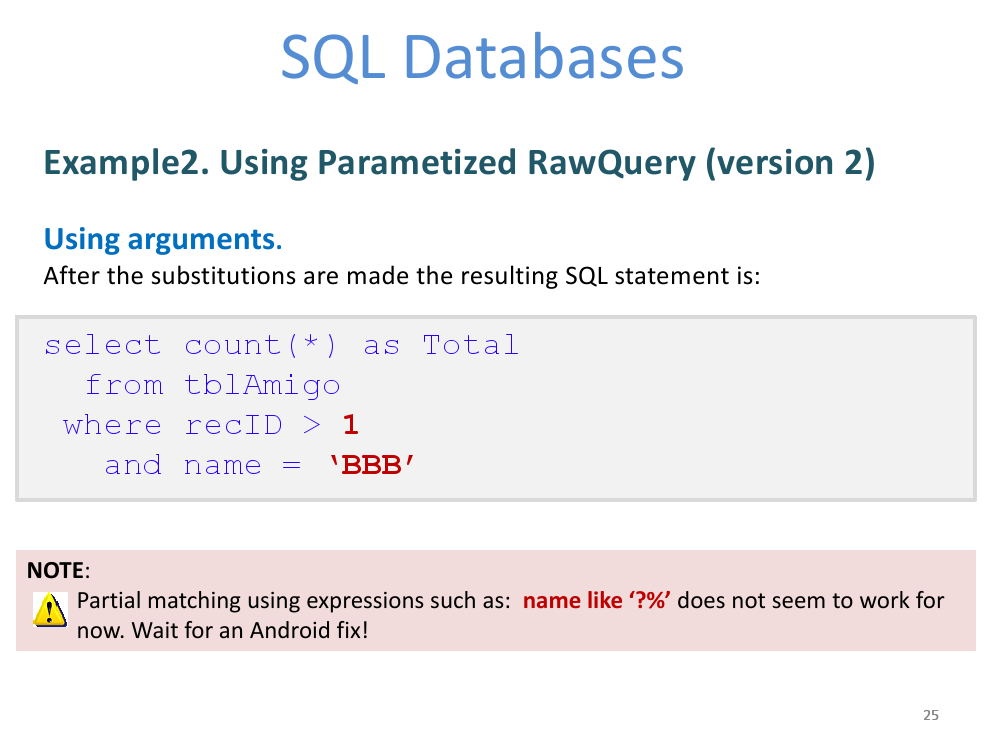 SQL Databases
Example2. Using Parametized RawQuery (version 2)
Using arguments.
After the substitutions are made the resulting SQL statement is:
select count(*) as Total
from tblAmigo
where recID > 1
and name = ‘BBB’
NOTE:
Partial matching using expressions such as: name like ‘?%’ does not seem to work for
now. Wait for an Android fix!
25